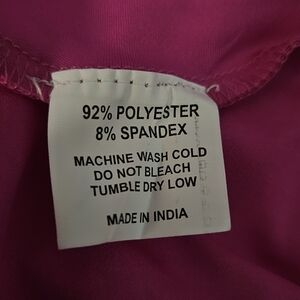 92% POLYESTER
8% SPANDEX
MACHINE WASH COLD
DO NOT BLEACH
TUMBLE DRY LOW
MADE IN INDIA